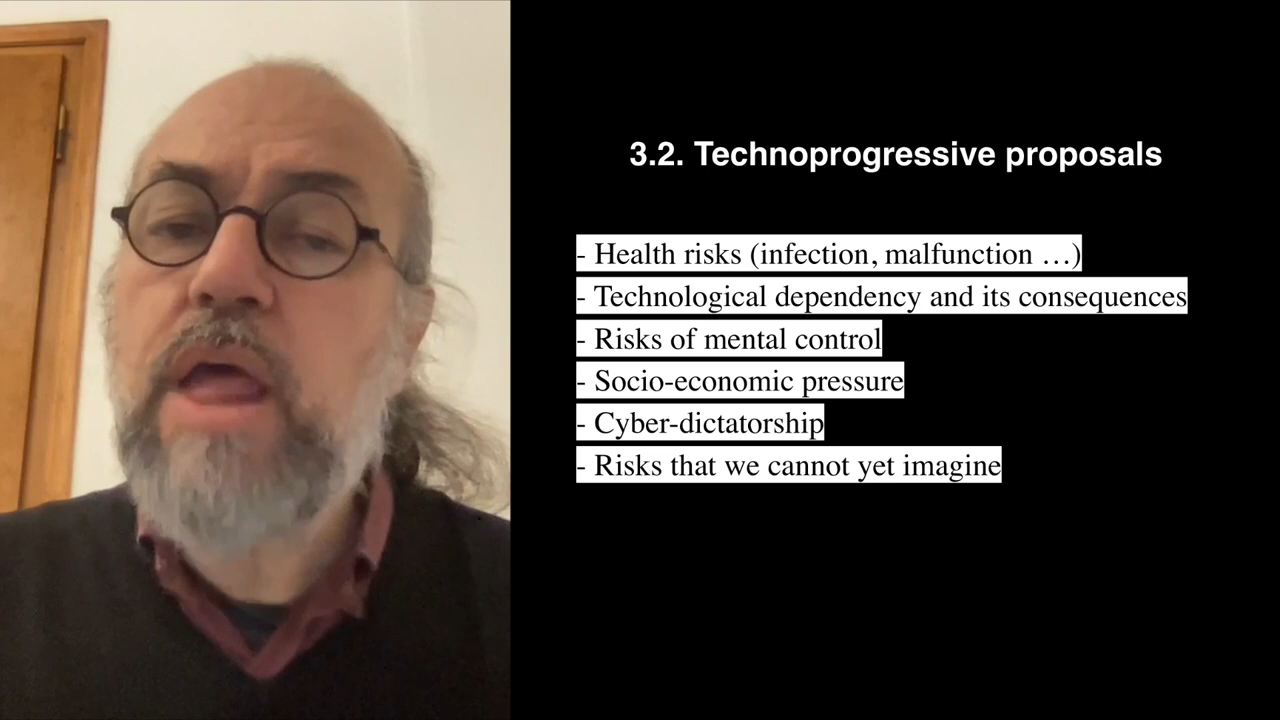 3.2. Technoprogressive proposals
- Health risks (infection, malfunction …)
- Technological dependency and its consequences
- Risks of mental control
- Socio-economic pressure
- Cyber-dictatorship
- Risks that we cannot yet imagine